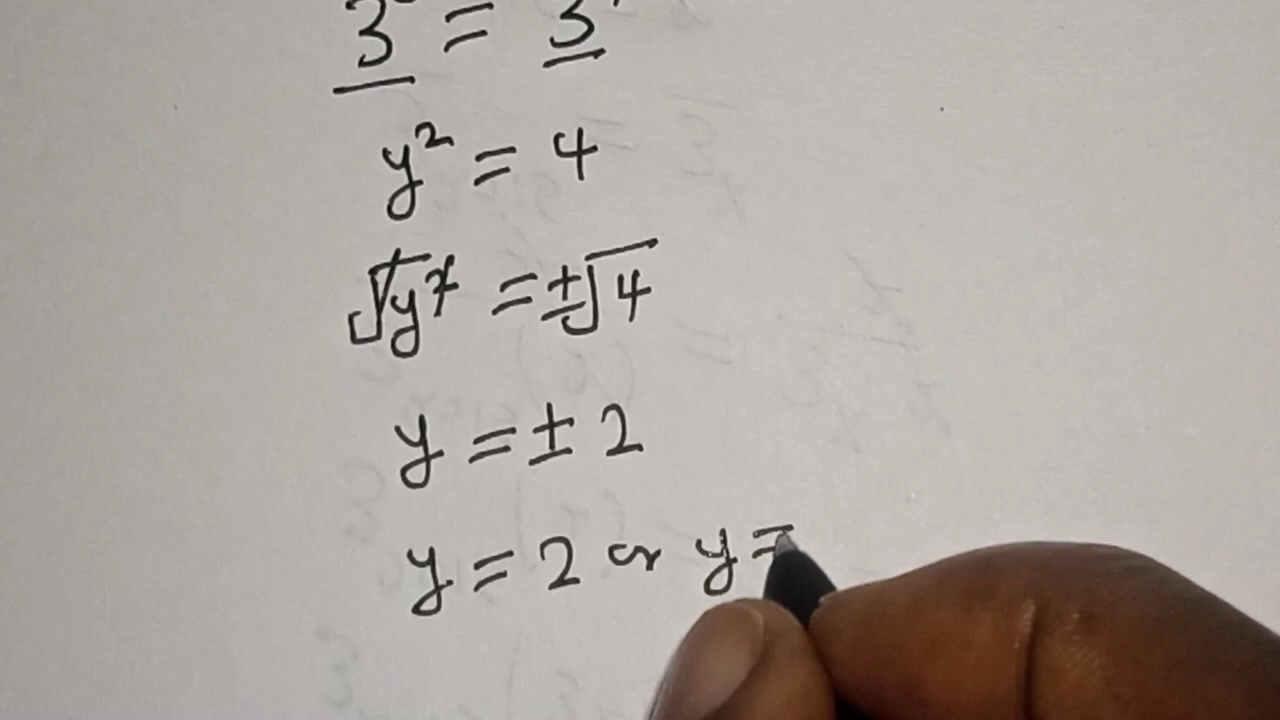 3 = 3
y² = 4
√y² = ±√4
y = ± 2
y = 2 or y =